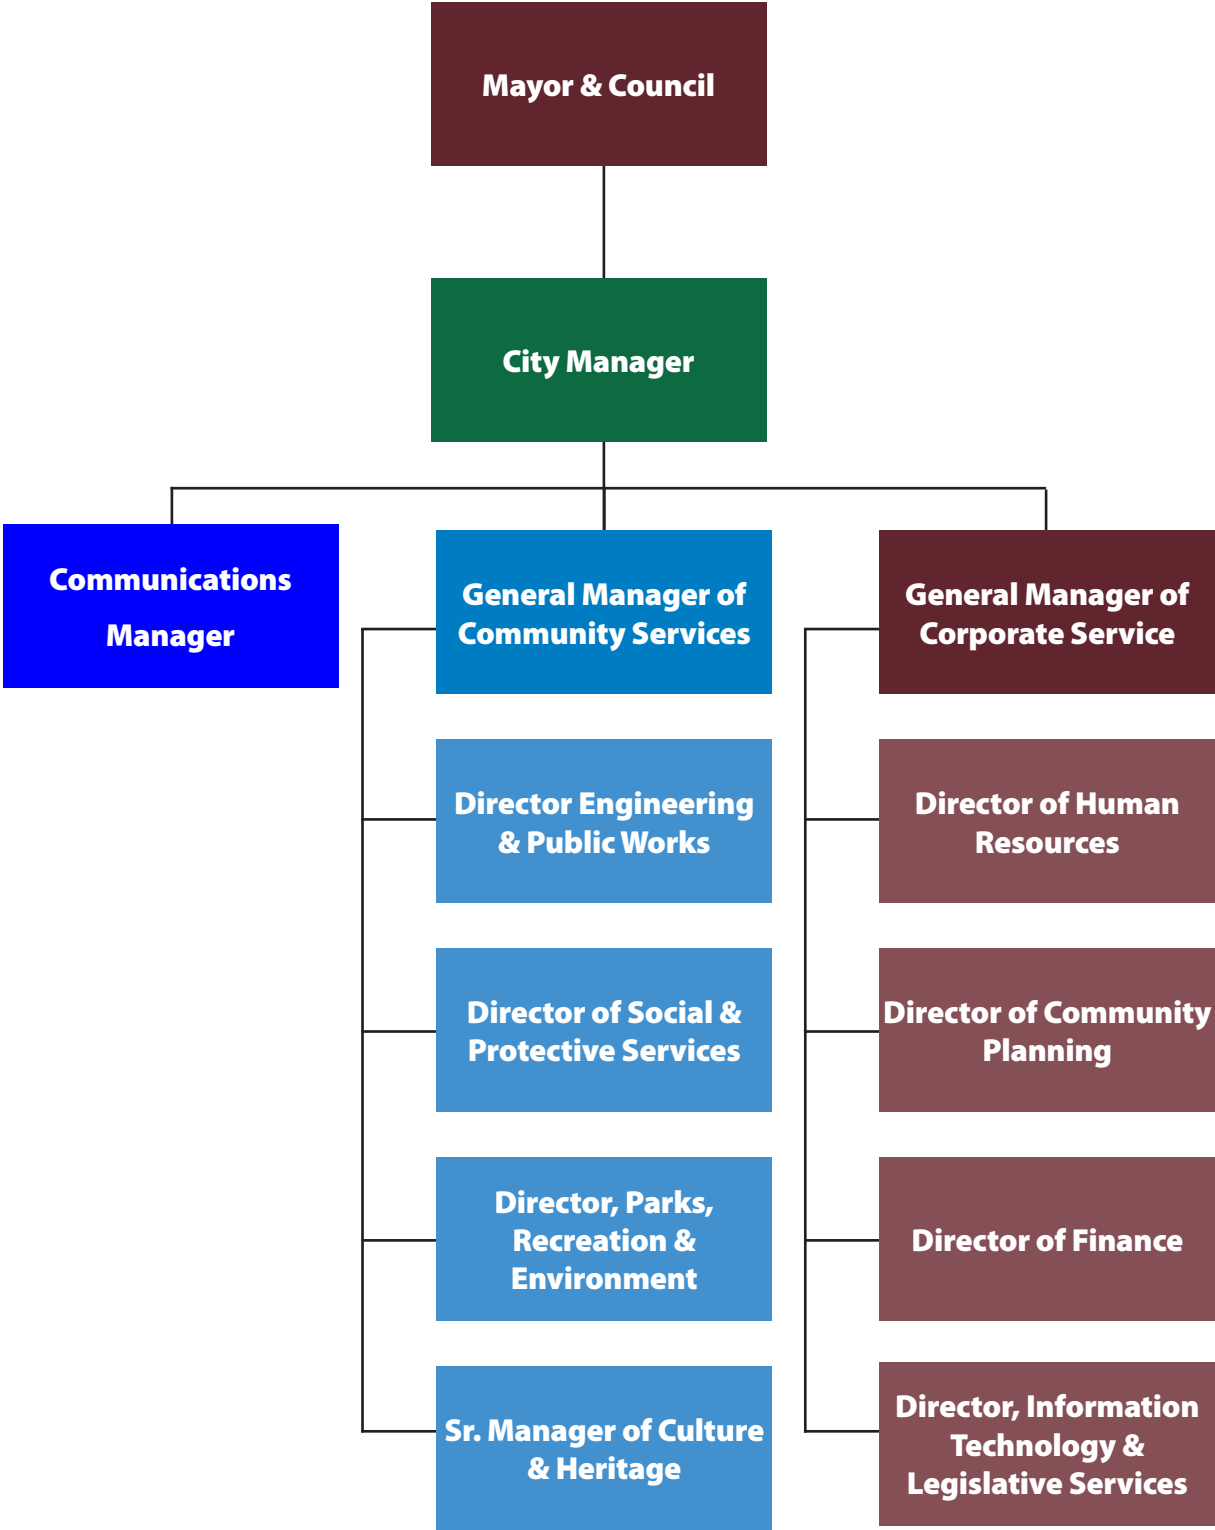 Mayor & Council
City Manager
Communications
Manager
General Manager of
Community Services
General Manager of
Corporate Service
Director Engineering
& Public Works
Director of Human
Resources
Director of Social &
Protective Services
Director of Community
Planning
Director, Parks,
Recreation &
Environment
Director of Finance
Sr. Manager of Culture
& Heritage
Director, Information
Technology &
Legislative Services